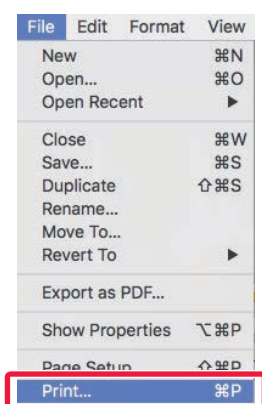 File Edit Format View
New ⌘N
Open... ⌘O
Open Recent ▶
Close ⌘W
Save... ⌘S
Duplicate ⇧⌘S
Rename...
Move To...
Revert To ▶
Export as PDF...
Show Properties ⌥⌘P
Page Setup ⇧⌘P
Print... ⌘P